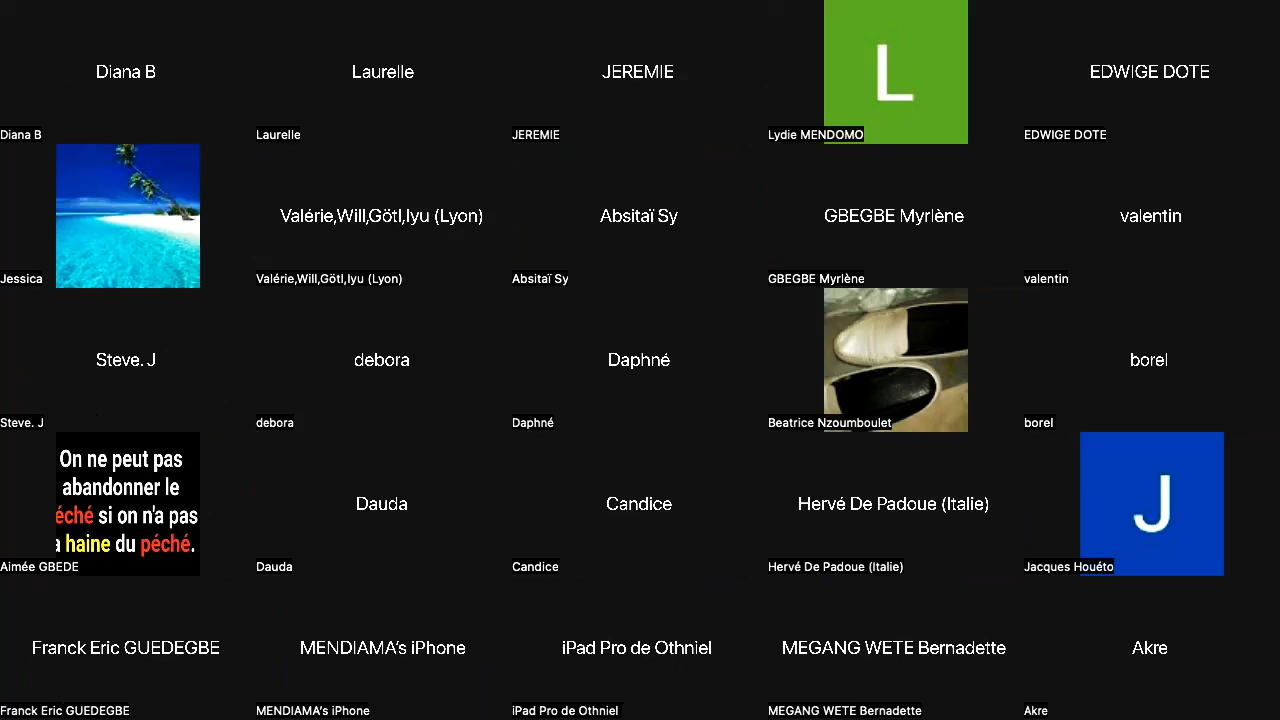 Diana B
Laurelle
JEREMIE
L
EDWIGE DOTE
Diana B
Laurelle
JEREMIE
Lydie MENDOMO
EDWIGE DOTE
Valérie,Will,Götl,Iyu (Lyon)
Absitaï Sy
GBEGBE Myrlène
valentin
Jessica
Valérie,Will,Götl,Iyu (Lyon)
Absitaï Sy
GBEGBE Myrlène
valentin
Steve. J
debora
Daphné
borel
Steve. J
debora
Daphné
Beatrice Nzoumboulet
borel
On ne peut pas
abandonner le
éché si on n'a pas
a haine du péché.
Dauda
Candice
Hervé De Padoue (Italie)
J
Aimée GBEDE
Dauda
Candice
Hervé De Padoue (Italie)
Jacques Houéto
Franck Eric GUEDEGBE
MENDIAMA's iPhone
iPad Pro de Othniel
MEGANG WETE Bernadette
Akre
Franck Eric GUEDEGBE
MENDIAMA's iPhone
iPad Pro de Othniel
MEGANG WETE Bernadette
Akre